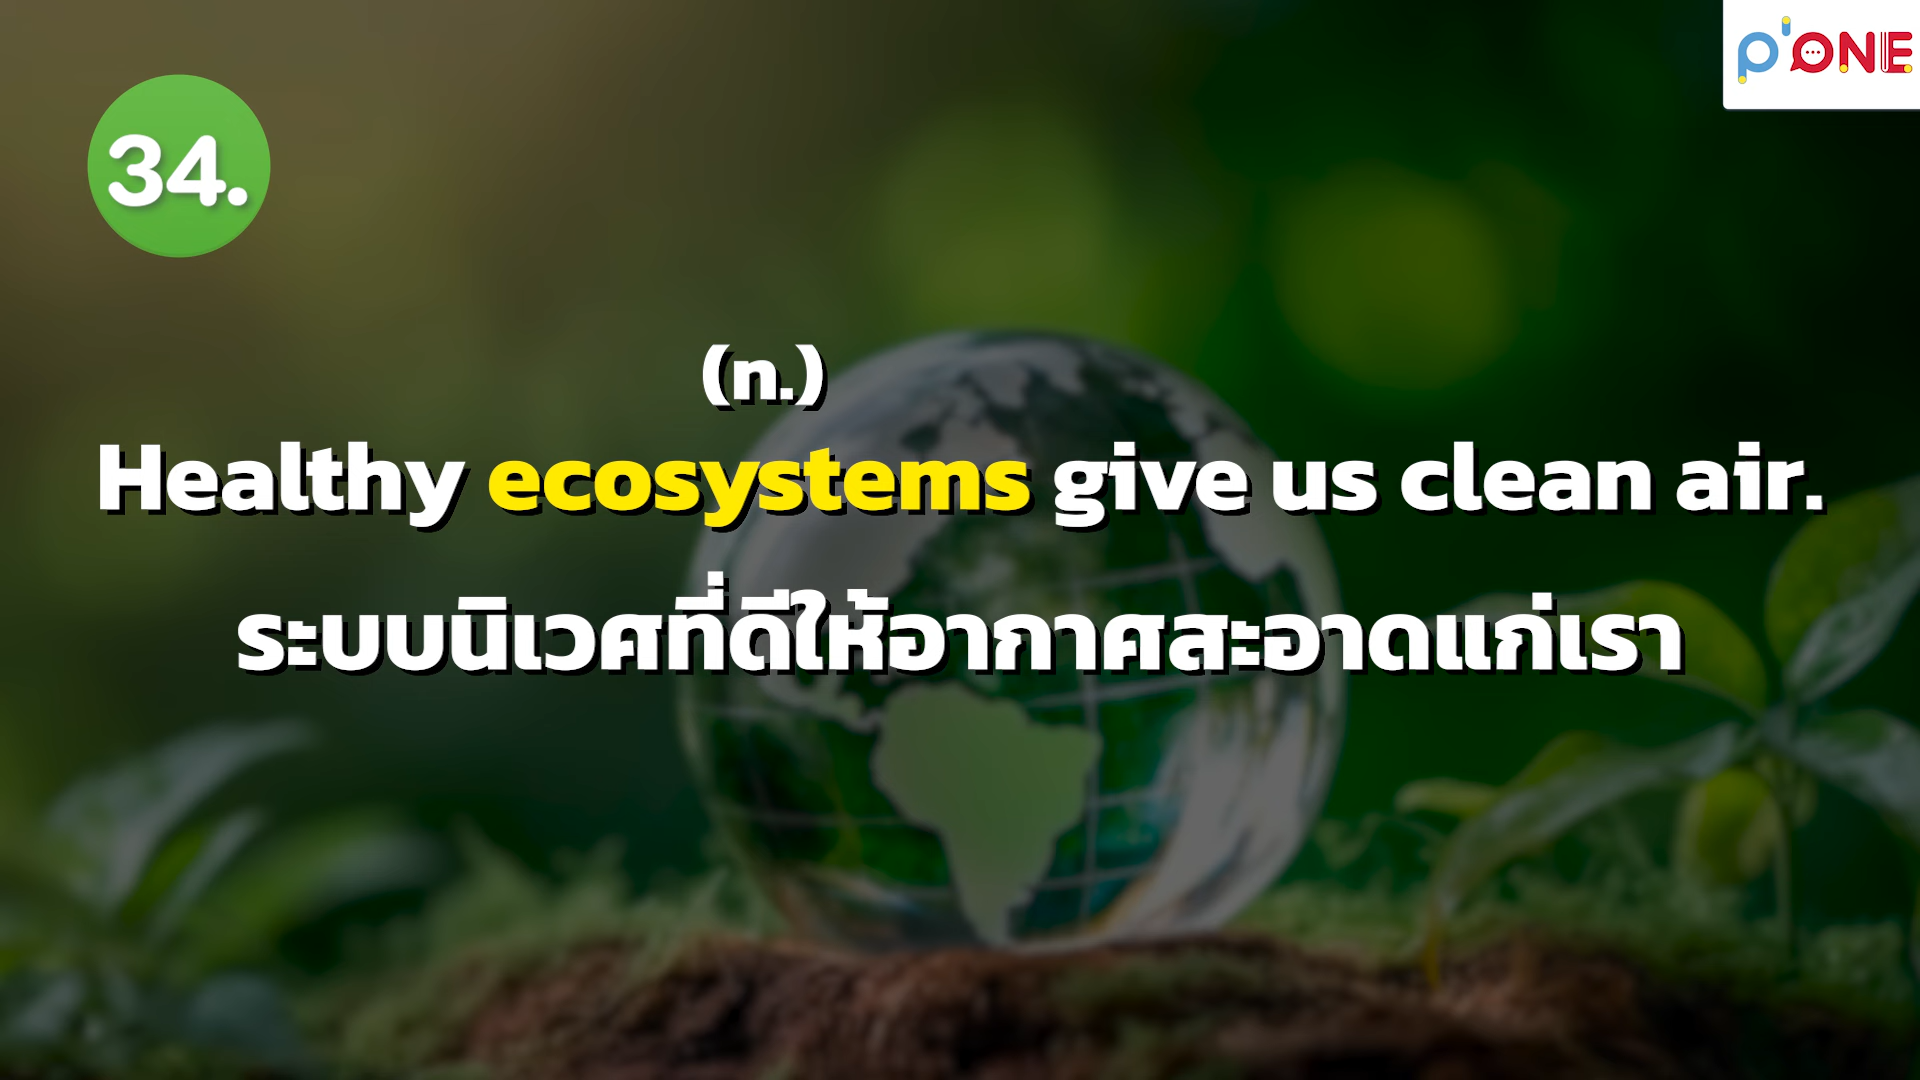 P'ONE
34.
(n.)
Healthy ecosystems give us clean air.
ระบบนิเวศที่ดีให้อากาศสะอาดแก่เรา